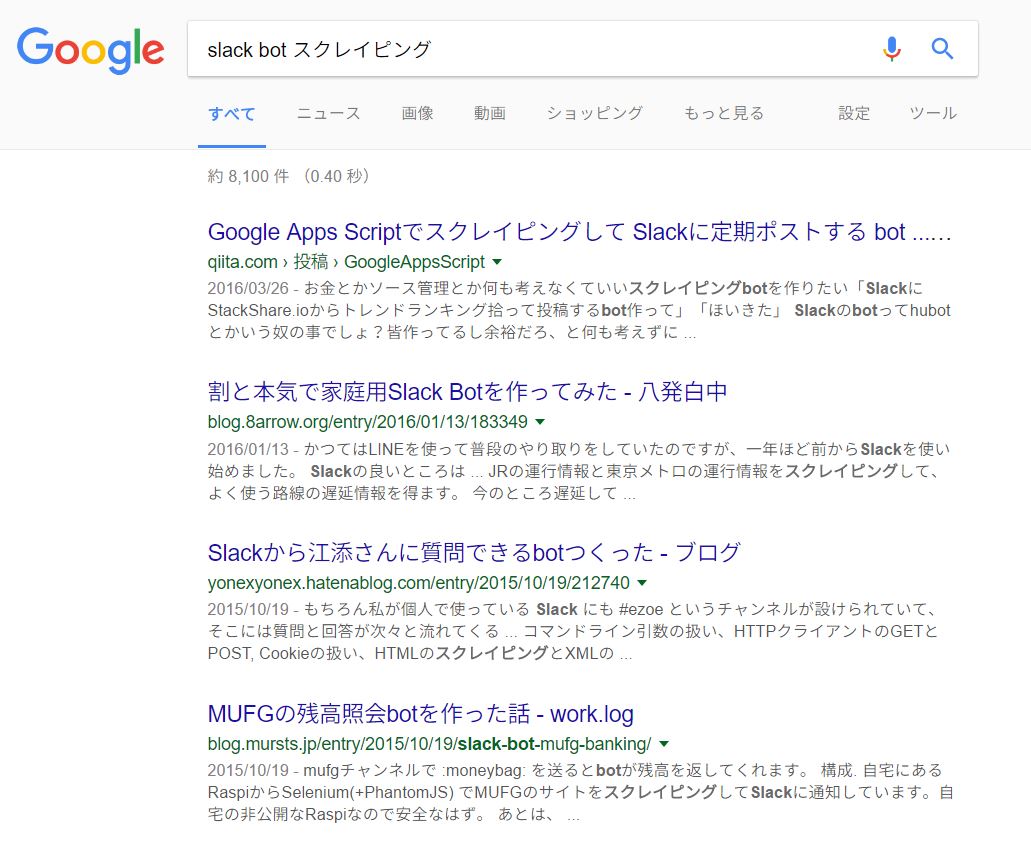 Google
slack bot スクレイピング
すべて ニュース 画像 動画 ショッピング もっと見る 設定 ツール
約 8,100 件 （0.40 秒）
Google Apps Scriptでスクレイピングして Slackに定期ポストする bot ...…
qiita.com › 投稿 › GoogleAppsScript
2016/03/26 - お金とかソース管理とか何も考えなくていいスクレイピングbotを作りたい「Slackに
StackShare.ioからトレンドランキング拾って投稿するbot作って」「ほいきた」 Slackのbotってhubot
とかいう奴の事でしょ？皆作ってるし余裕だろ、と何も考えずに ...
割と本気で家庭用Slack Botを作ってみた - 八発白中
blog.8arrow.org/entry/2016/01/13/183349
2016/01/13 - かつてはLINEを使って普段のやり取りをしていたのですが、一年ほど前からSlackを使い
始めました。 Slackの良いところは ... JRの運行情報と東京メトロの運行情報をスクレイピングして、
よく使う路線の遅延情報を得ます。 今のところ遅延して ...
Slackから江添さんに質問できるbotつくった - ブログ
yonexyonex.hatenablog.com/entry/2015/10/19/212740
2015/10/19 - もちろん私が個人で使っている Slack にも #ezoe というチャンネルが設けられていて、
そこには質問と回答が次々と流れてくる ... コマンドライン引数の扱い、HTTPクライアントのGETと
POST, Cookieの扱い、HTMLのスクレイピングとXMLの ...
MUFGの残高照会botを作った話 - work.log
blog.mursts.jp/entry/2015/10/19/slack-bot-mufg-banking/
2015/10/19 - mufgチャンネルで :moneybag: を送るとbotが残高を返してくれます。 構成. 自宅にある
RaspiからSelenium(+PhantomJS) でMUFGのサイトをスクレイピングしてSlackに通知しています。自
宅の非公開なRaspiなので安全なはず。 あとは、 ...